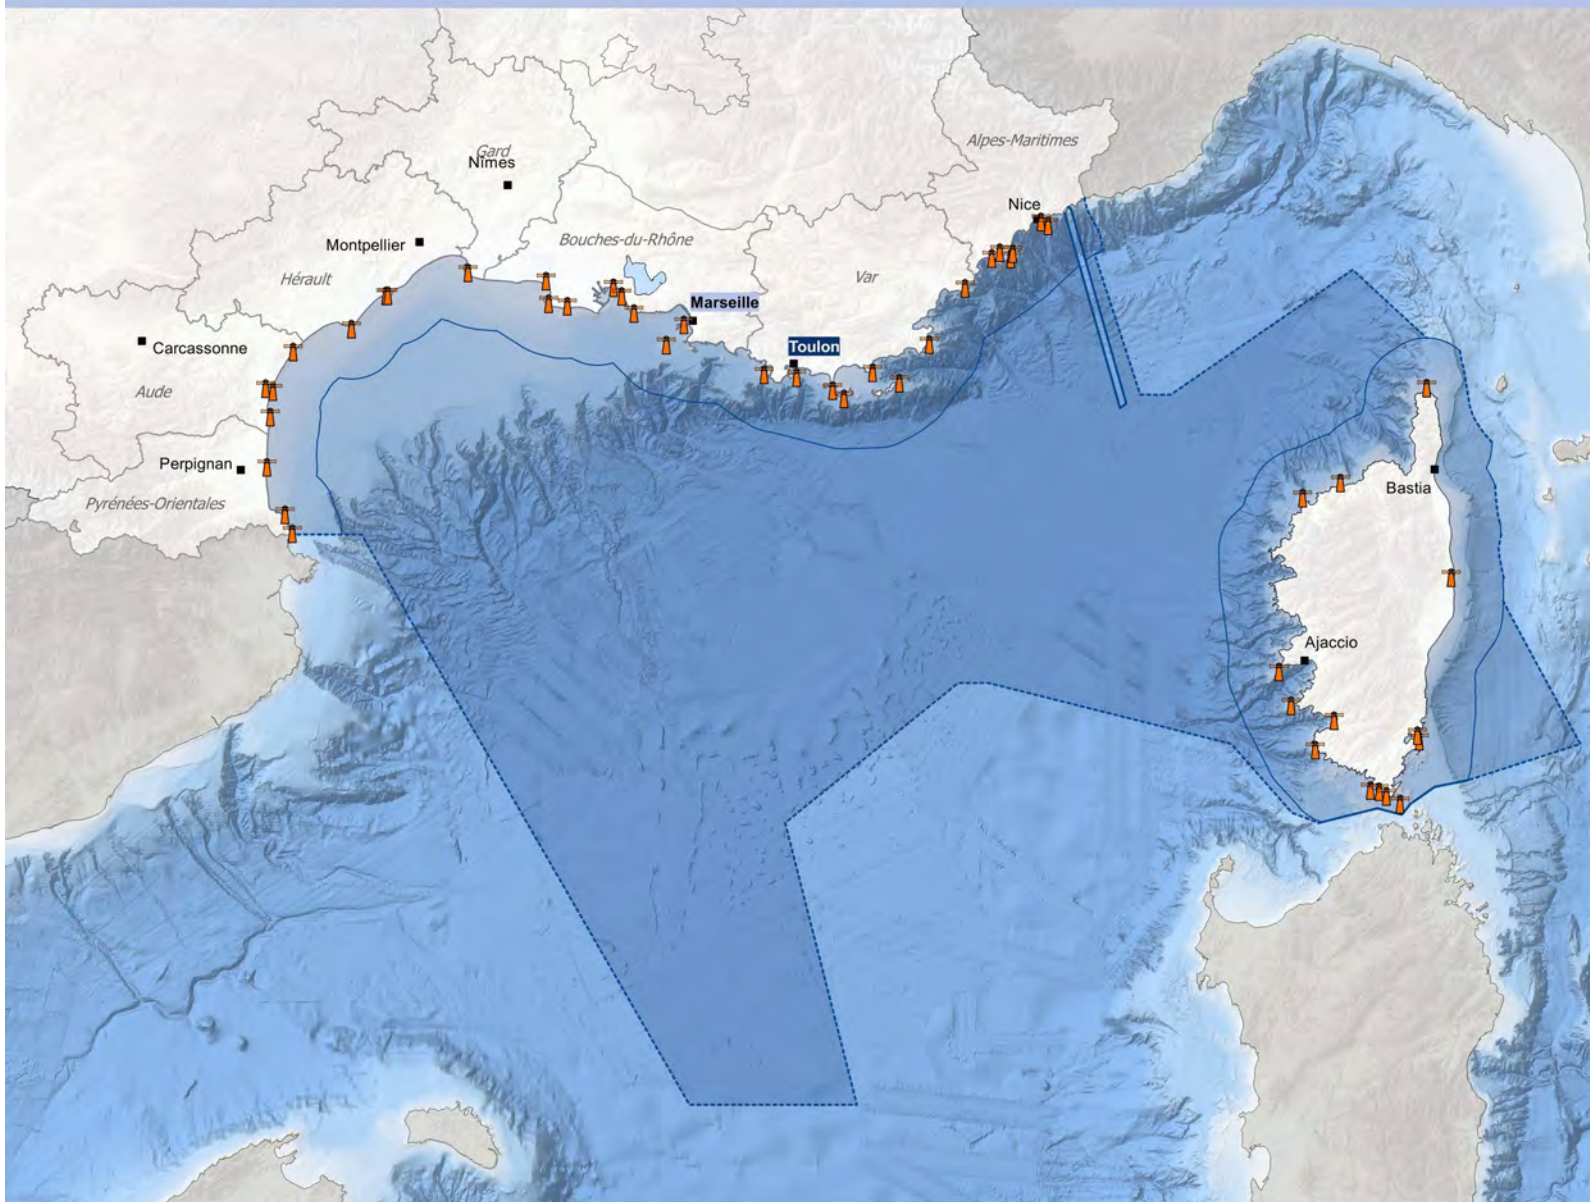 Alpes-Maritimes
Gard
Nîmes
Nice
Montpellier
Bouches-du-Rhône
Hérault
Var
Marseille
Carcassonne
Toulon
Aude
Perpignan
Bastia
Pyrénées-Orientales
Ajaccio